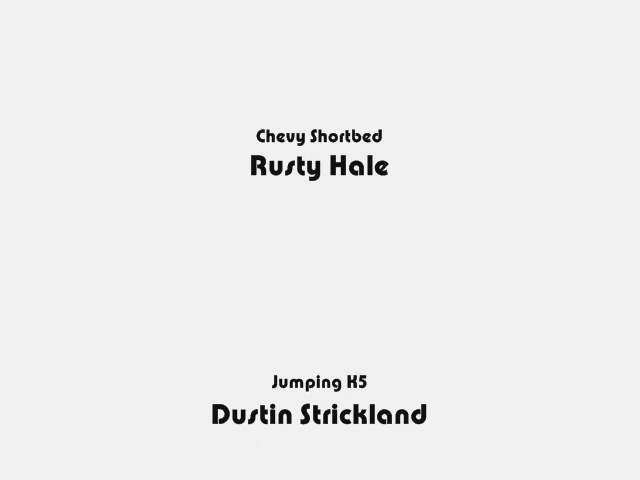 Chevy Shortbed
Rusty Hale
Jumping K5
Dustin Strickland